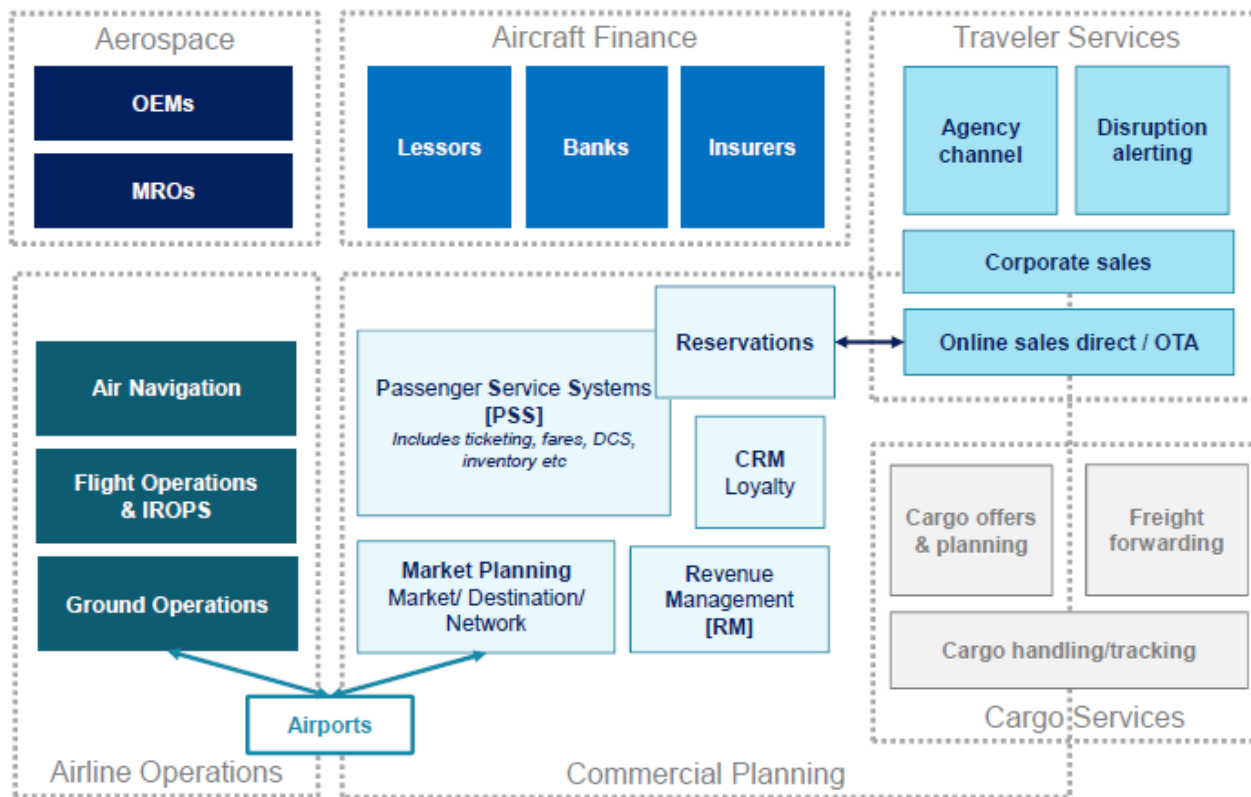 Aerospace
OEMs
MROs
Aircraft Finance
Lessors
Banks
Insurers
Traveler Services
Agency
channel
Disruption
alerting
Corporate sales
Online sales direct / OTA
Air Navigation
Flight Operations
& IROPS
Ground Operations
Airline Operations
Airports
Reservations
Passenger Service Systems
[PSS]
Includes ticketing, fares, DCS,
inventory etc
CRM
Loyalty
Market Planning
Market/ Destination/
Network
Revenue
Management
[RM]
Commercial Planning
Cargo offers
& planning
Freight
forwarding
Cargo handling/tracking
Cargo Services